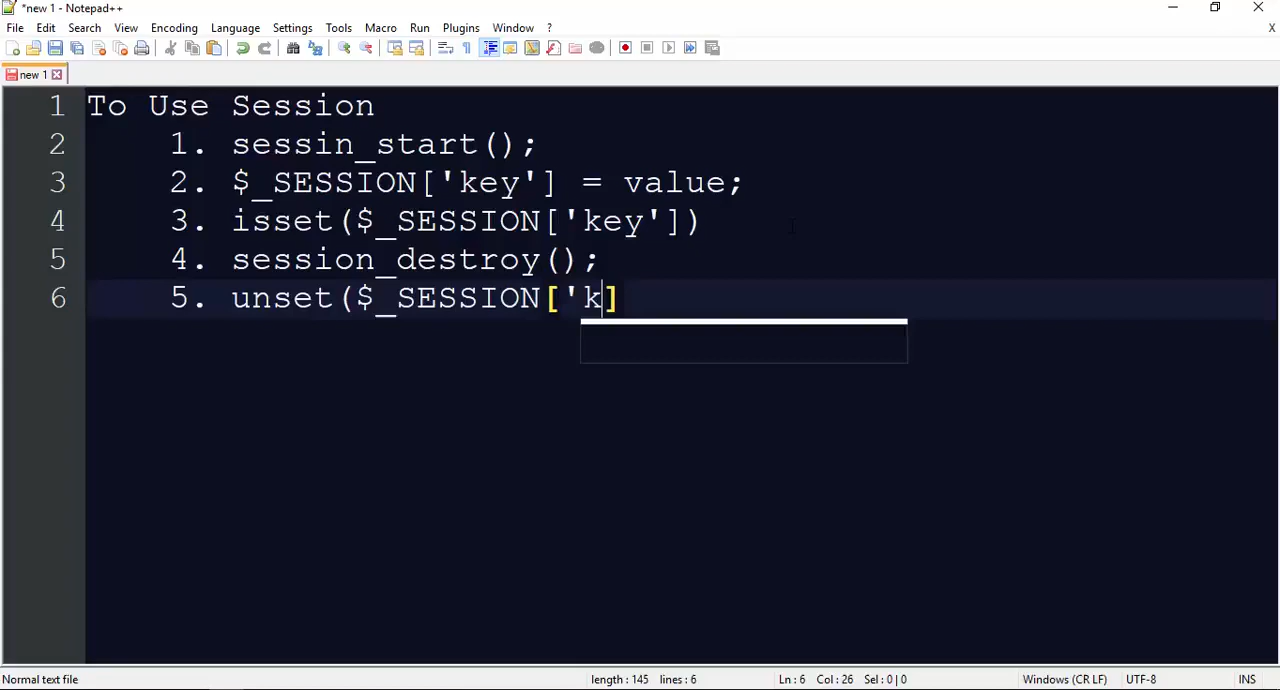 *new 1 - Notepad++
File Edit Search View Encoding Language Settings Tools Macro Run Plugins Window ? X
new 1
1 To Use Session
2 1. sessin_start();
3 2. $_SESSION['key'] = value;
4 3. isset($_SESSION['key'])
5 4. session_destroy();
6 5. unset($_SESSION['k]
Normal text file length : 145 lines : 6 Ln : 6 Col : 26 Sel : 0 | 0 Windows (CR LF) UTF-8 INS